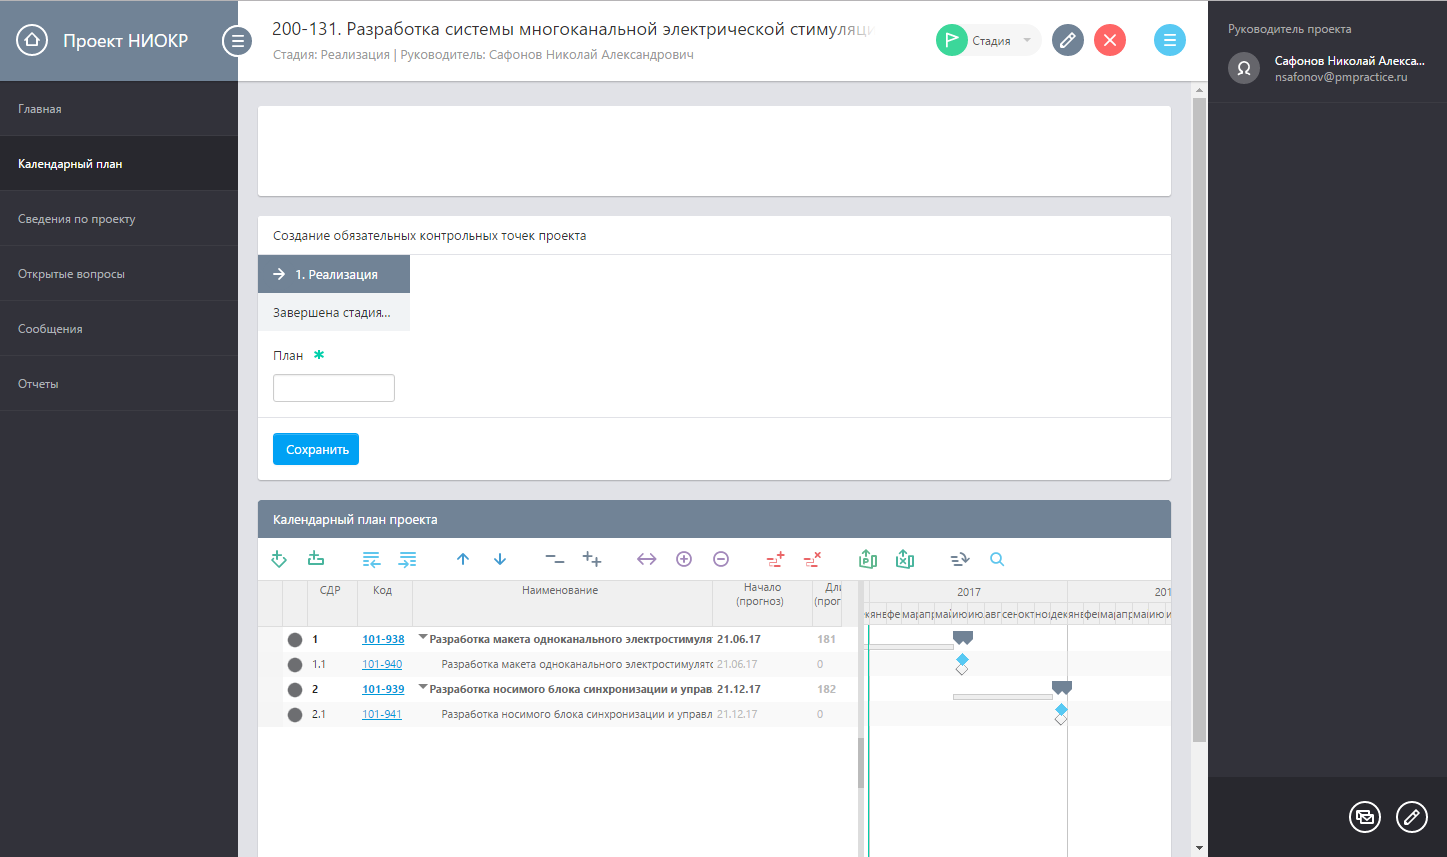 Проект НИОКР
200-131. Разработка системы многоканальной электрической стимуляци
Стадия: Реализация | Руководитель: Сафонов Николай Александрович
Стадия
Руководитель проекта
Сафонов Николай Алекса...
nsafonov@pmpractice.ru
Главная
Календарный план
Сведения по проекту
Открытые вопросы
Сообщения
Отчеты
Создание обязательных контрольных точек проекта
1. Реализация
Завершена стадия...
План *
Сохранить
Календарный план проекта
СДР Код Наименование Начало (прогноз) Дл (прог
2017 201
1 101-938 Разработка макета одноканального электростимуля 21.06.17 181
1.1 101-940 Разработка макета одноканального электростимулято 21.06.17 0
2 101-939 Разработка носимого блока синхронизации и управ. 21.12.17 182
2.1 101-941 Разработка носимого блока синхронизации и управл 21.12.17 0